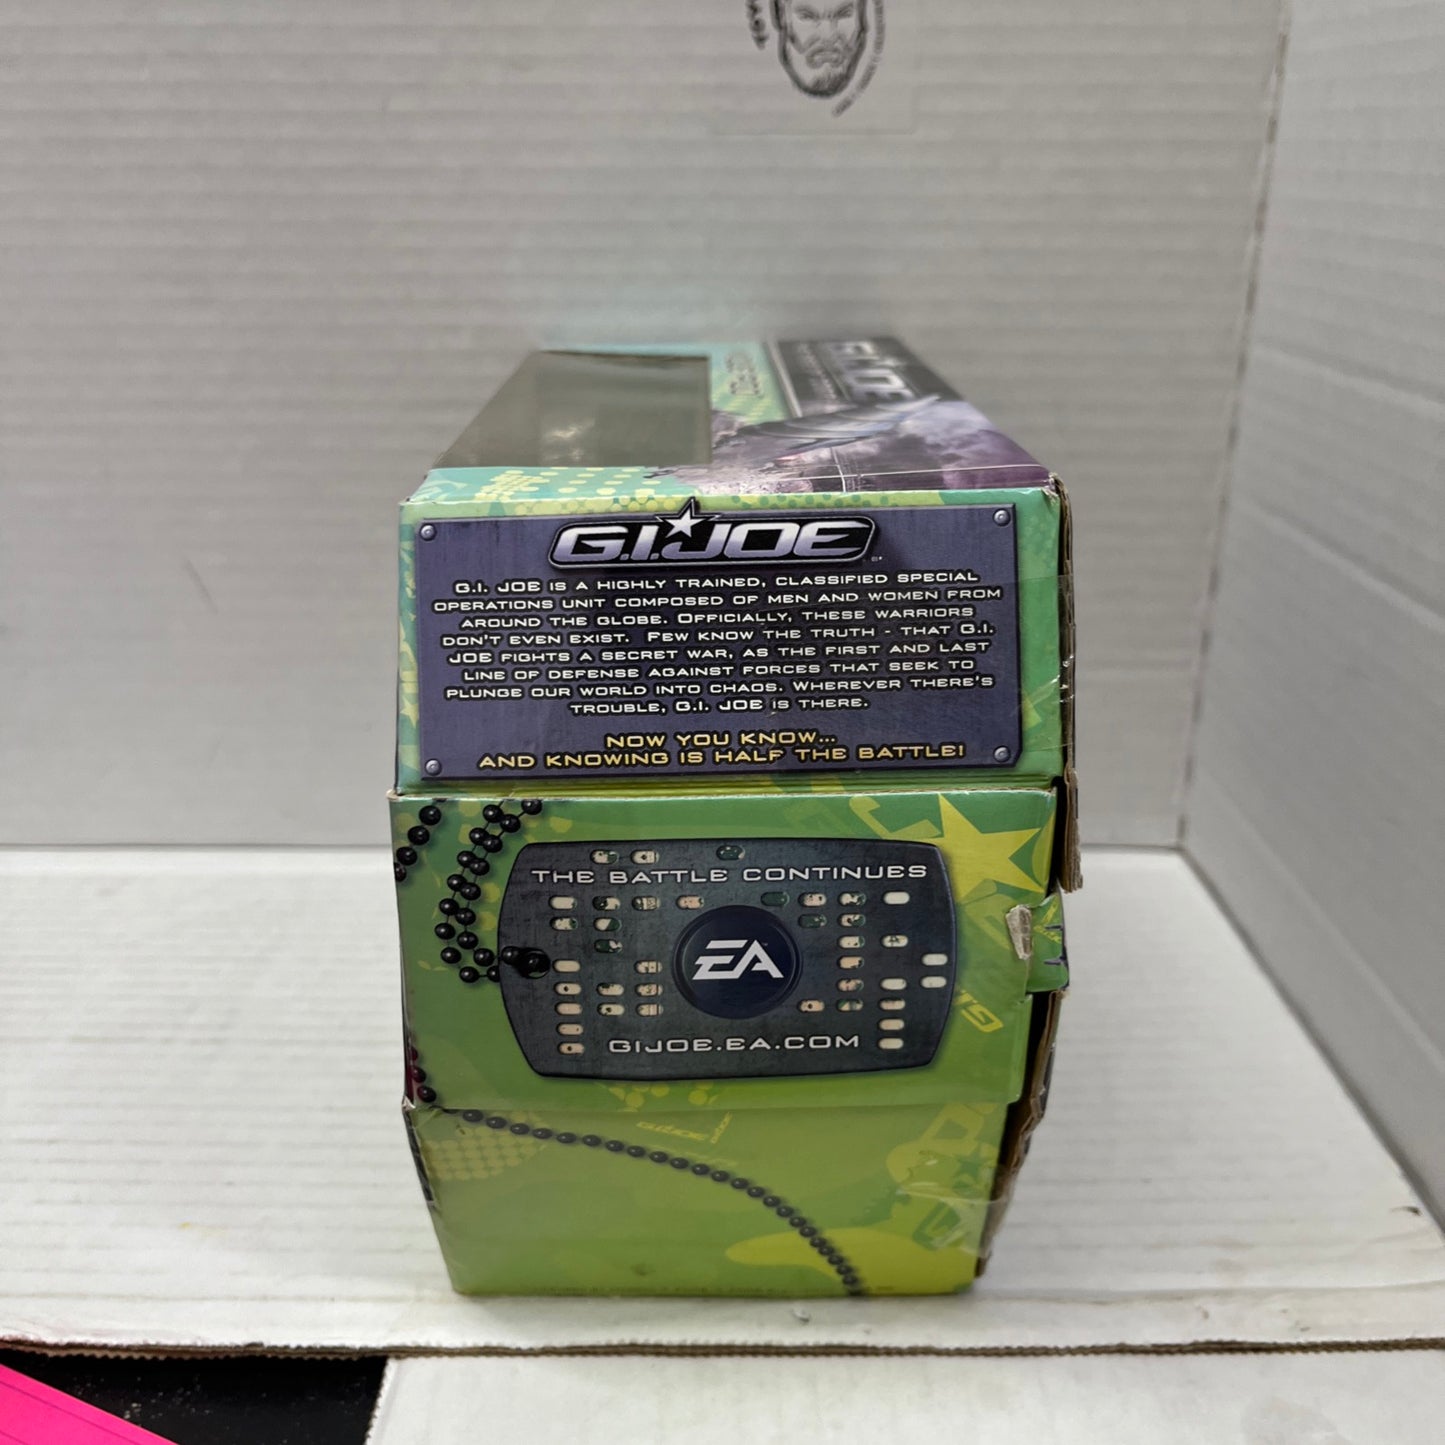 G.I. JOE
G.I. JOE
G.I. JOE IS A HIGHLY TRAINED, CLASSIFIED SPECIAL
OPERATIONS UNIT COMPOSED OF MEN AND WOMEN FROM
AROUND THE GLOBE. OFFICIALLY, THESE WARRIORS
DON'T EVEN EXIST. FEW KNOW THE TRUTH - THAT G.I.
JOE FIGHTS A SECRET WAR, AS THE FIRST AND LAST
LINE OF DEFENSE AGAINST FORCES THAT SEEK TO
PLUNGE OUR WORLD INTO CHAOS. WHEREVER THERE'S
TROUBLE, G.I. JOE IS THERE.
NOW YOU KNOW...
AND KNOWING IS HALF THE BATTLE!
THE BATTLE CONTINUES
EA
GIJOE.EA.COM